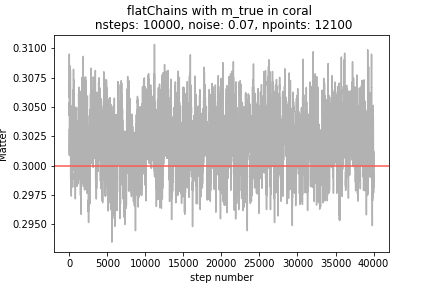 flatChains with m_true in coral
nsteps: 10000, noise: 0.07, npoints: 12100
Matter
0.3100
0.3075
0.3050
0.3025
0.3000
0.2975
0.2950
0 5000 10000 15000 20000 25000 30000 35000 40000
step number